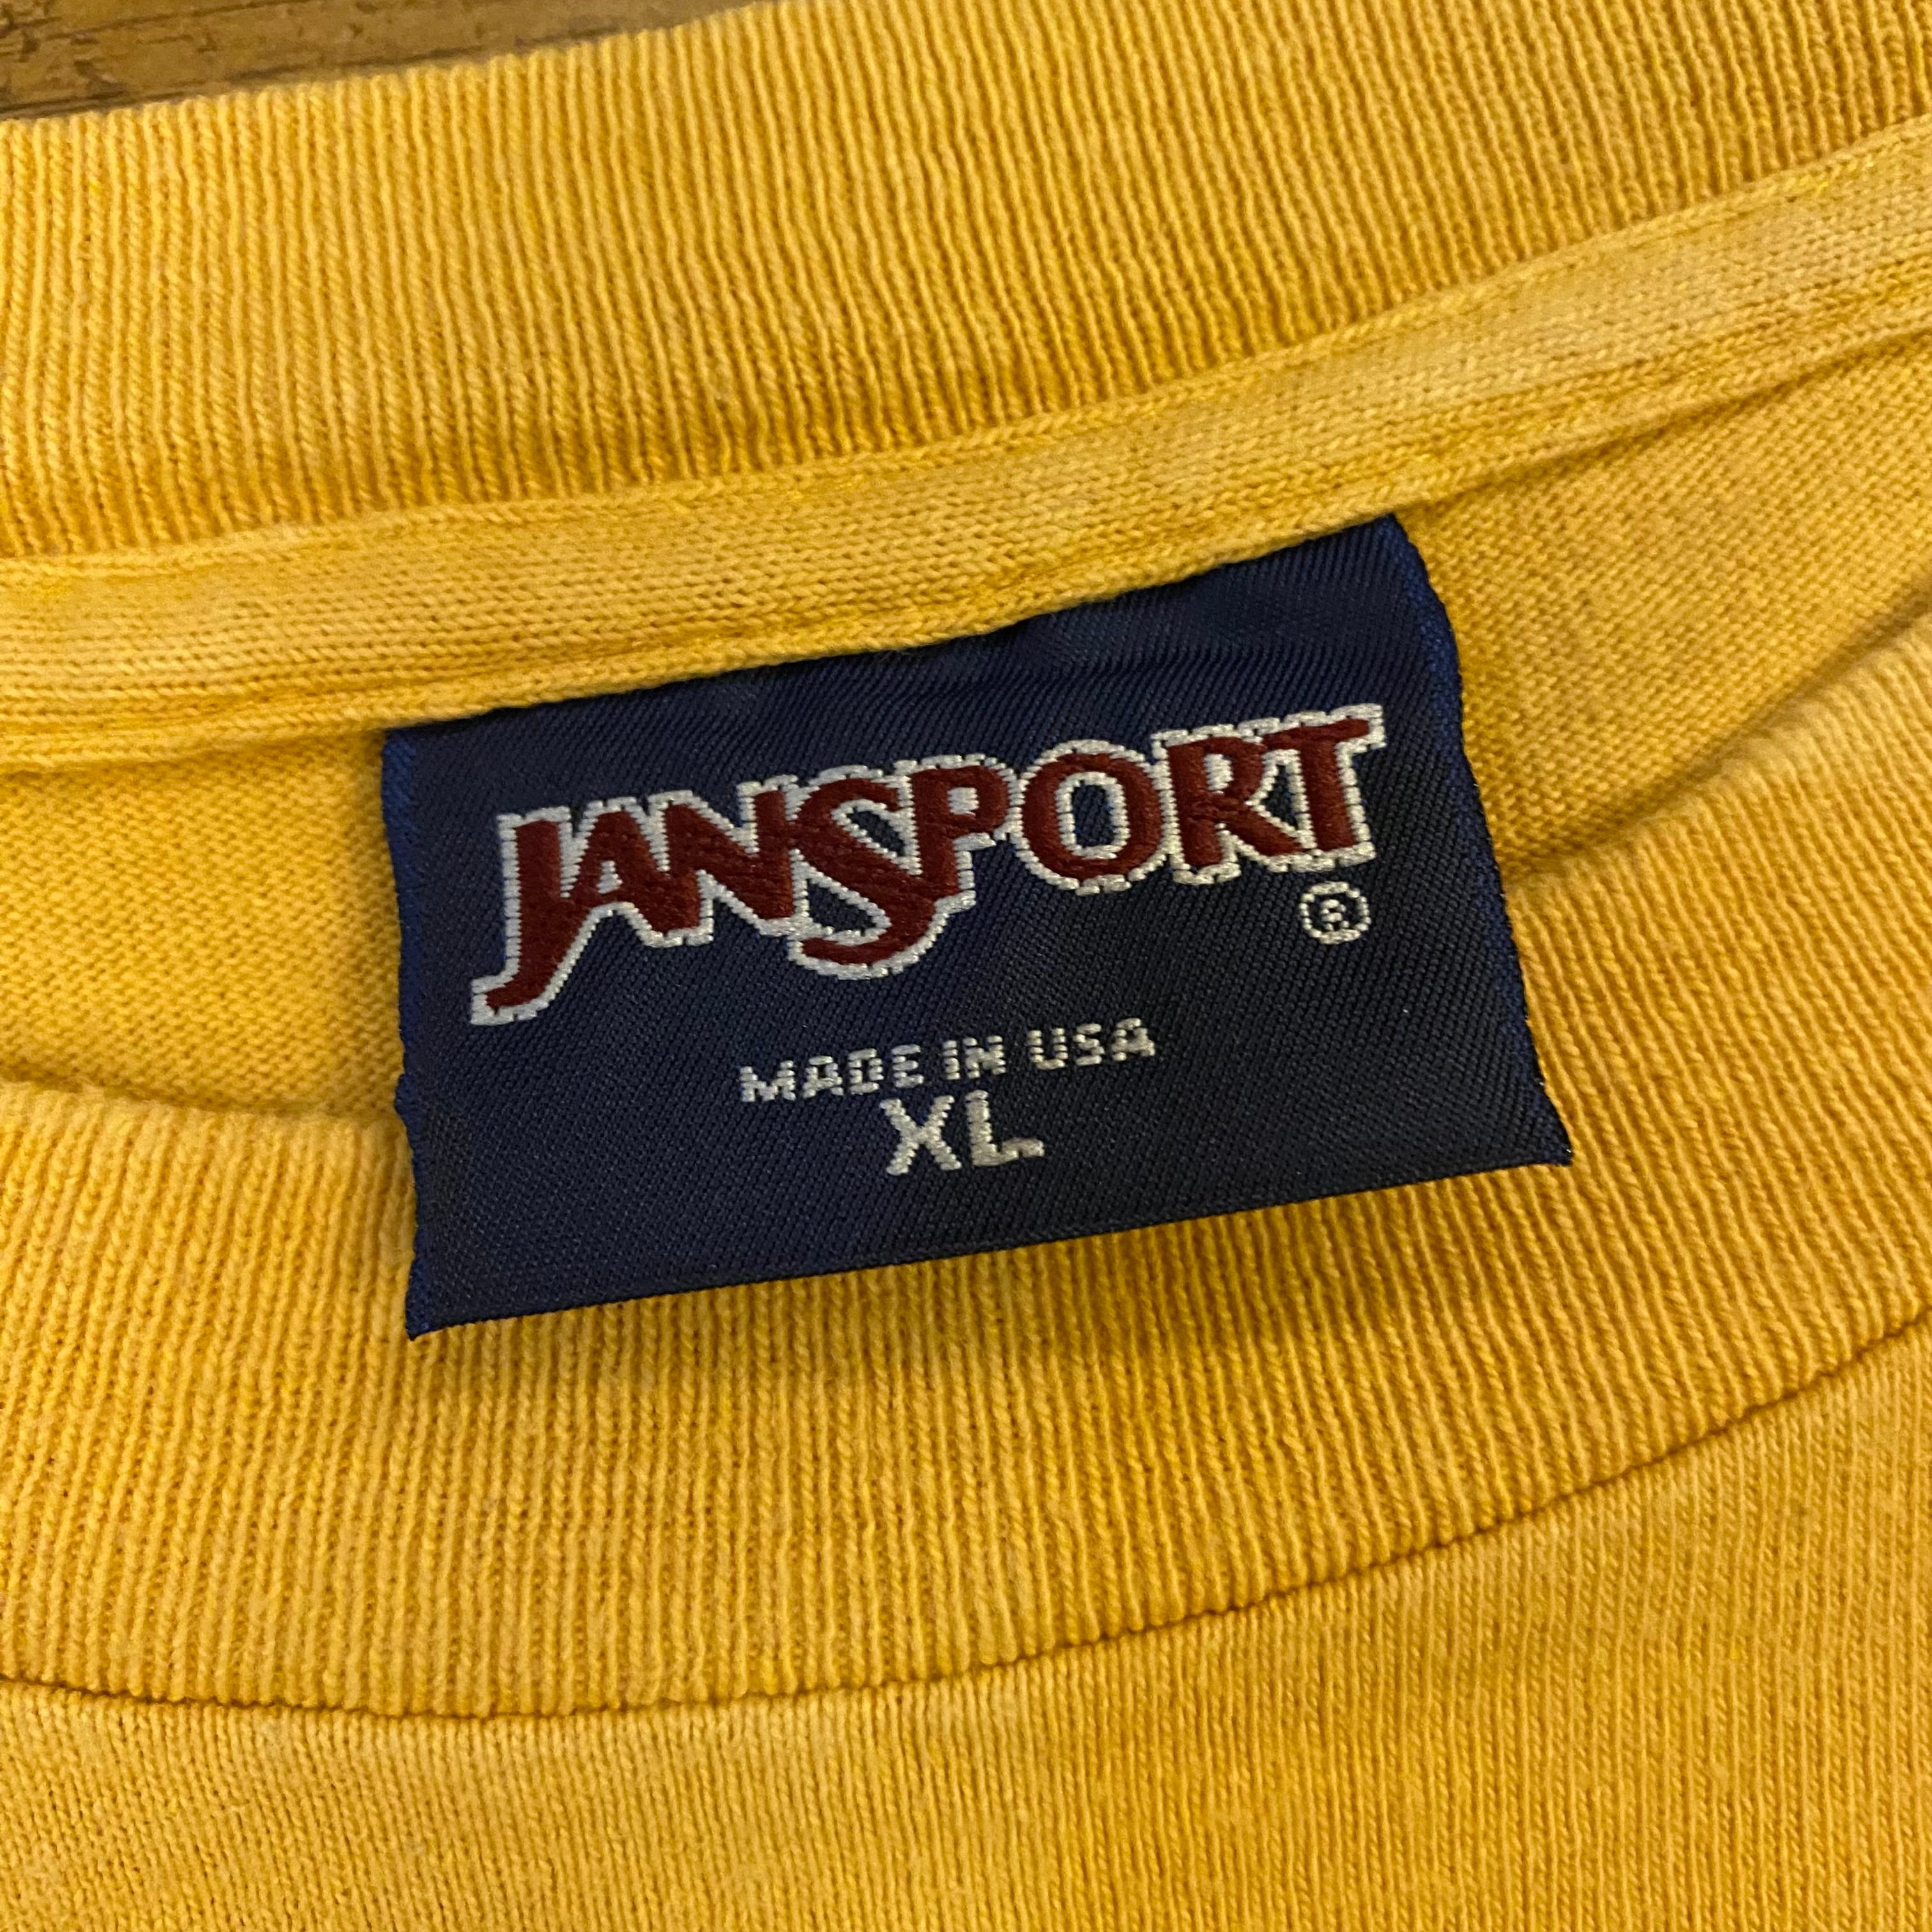 JANSPORT
®
MADE IN USA
XL